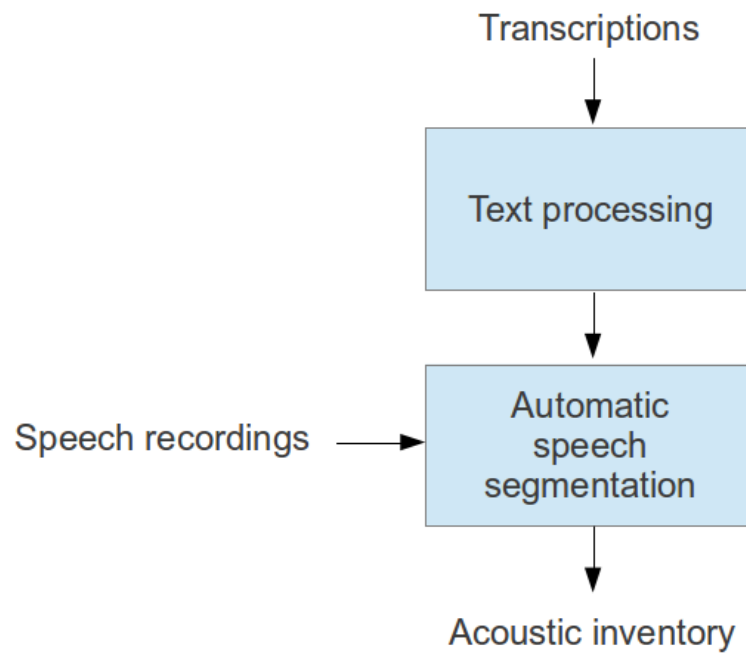 Transcriptions
Text processing
Speech recordings
Automatic
speech
segmentation
Acoustic inventory